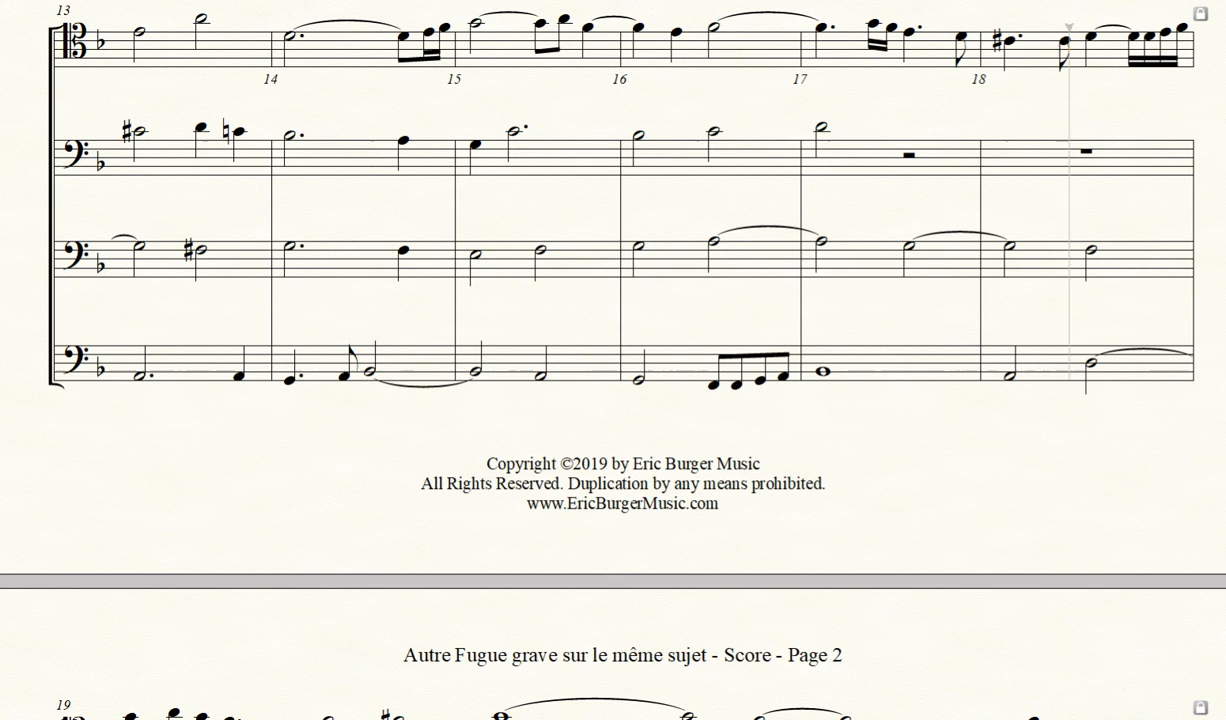 13
14 15 16 17 18
Copyright ©2019 by Eric Burger Music
All Rights Reserved. Duplication by any means prohibited.
www.EricBurgerMusic.com
Autre Fugue grave sur le même sujet - Score - Page 2
19